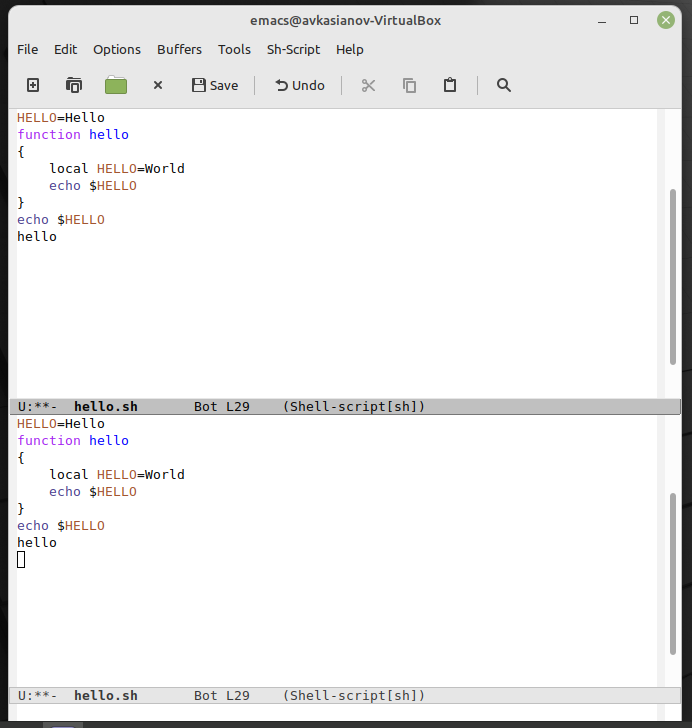 emacs@avkasianov-VirtualBox
File Edit Options Buffers Tools Sh-Script Help
Save Undo
HELLO=Hello
function hello
{
    local HELLO=World
    echo $HELLO
}
echo $HELLO
hello
U:**-  hello.sh       Bot L29    (Shell-script[sh])
HELLO=Hello
function hello
{
    local HELLO=World
    echo $HELLO
}
echo $HELLO
hello
U:**-  hello.sh       Bot L29    (Shell-script[sh])